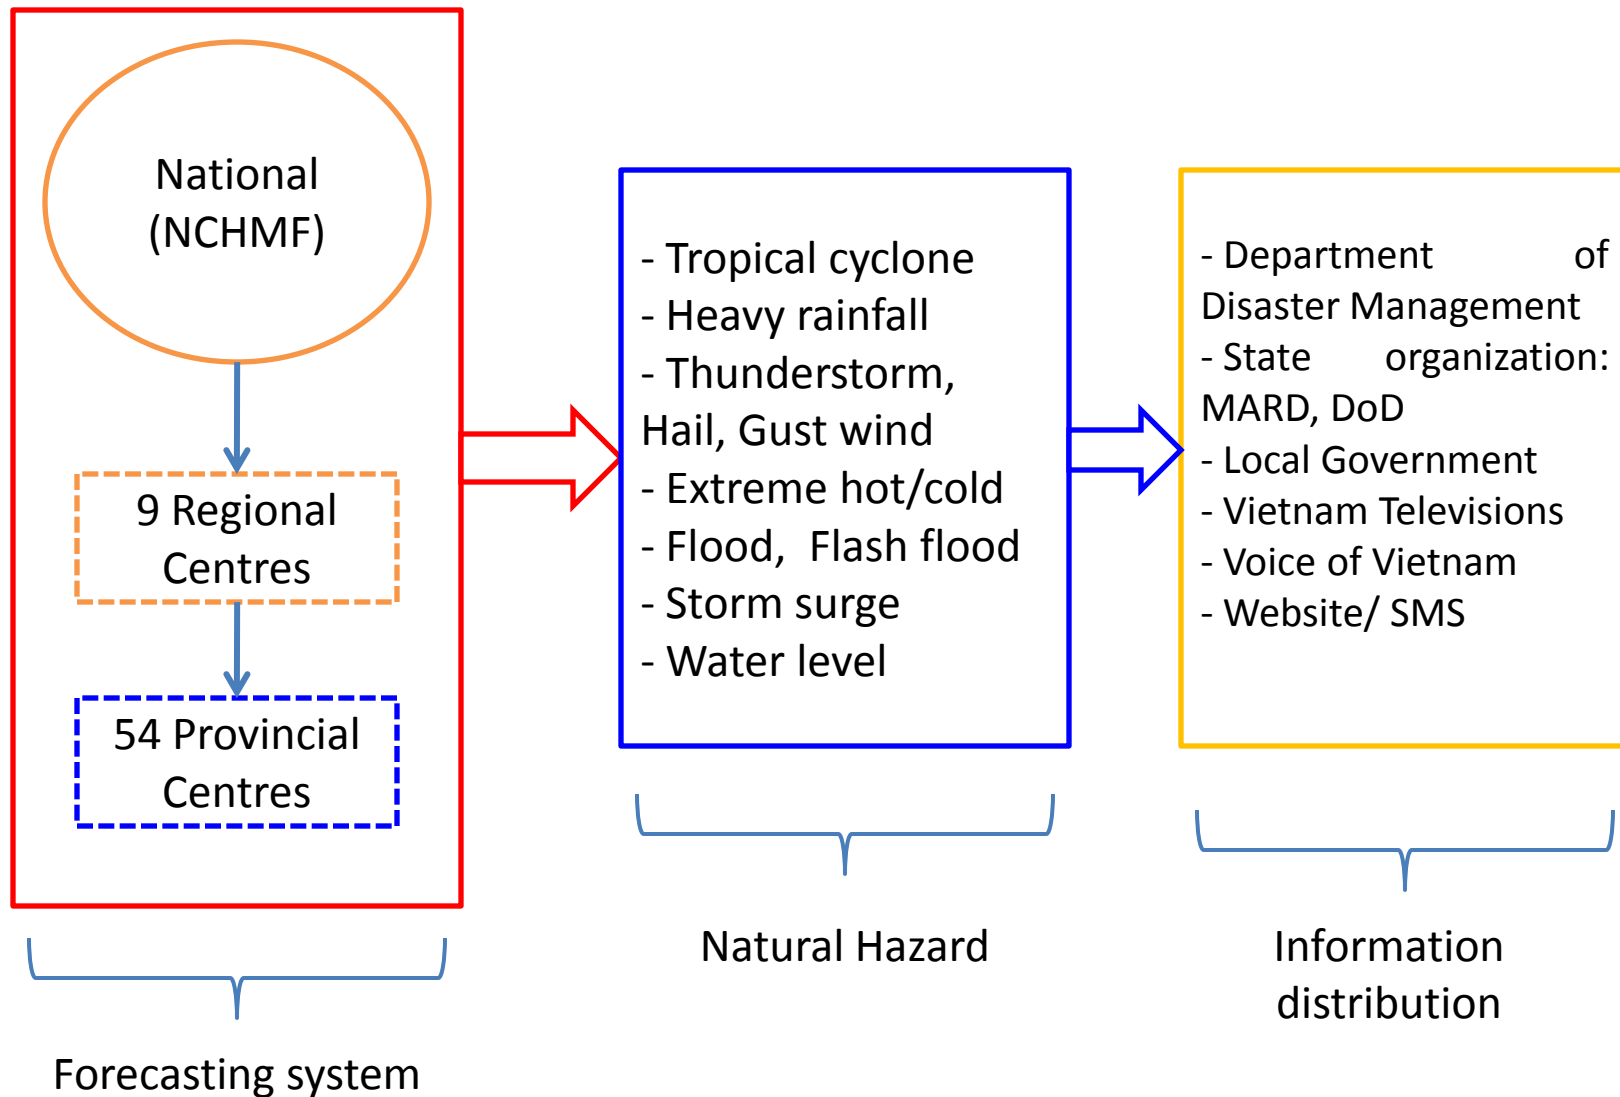 National
(NCHMF)
9 Regional
Centres
54 Provincial
Centres
Forecasting system
- Tropical cyclone
- Heavy rainfall
- Thunderstorm,
Hail, Gust wind
- Extreme hot/cold
- Flood, Flash flood
- Storm surge
- Water level
Natural Hazard
- Department of
Disaster Management
- State organization:
MARD, DoD
- Local Government
- Vietnam Televisions
- Voice of Vietnam
- Website/ SMS
Information
distribution